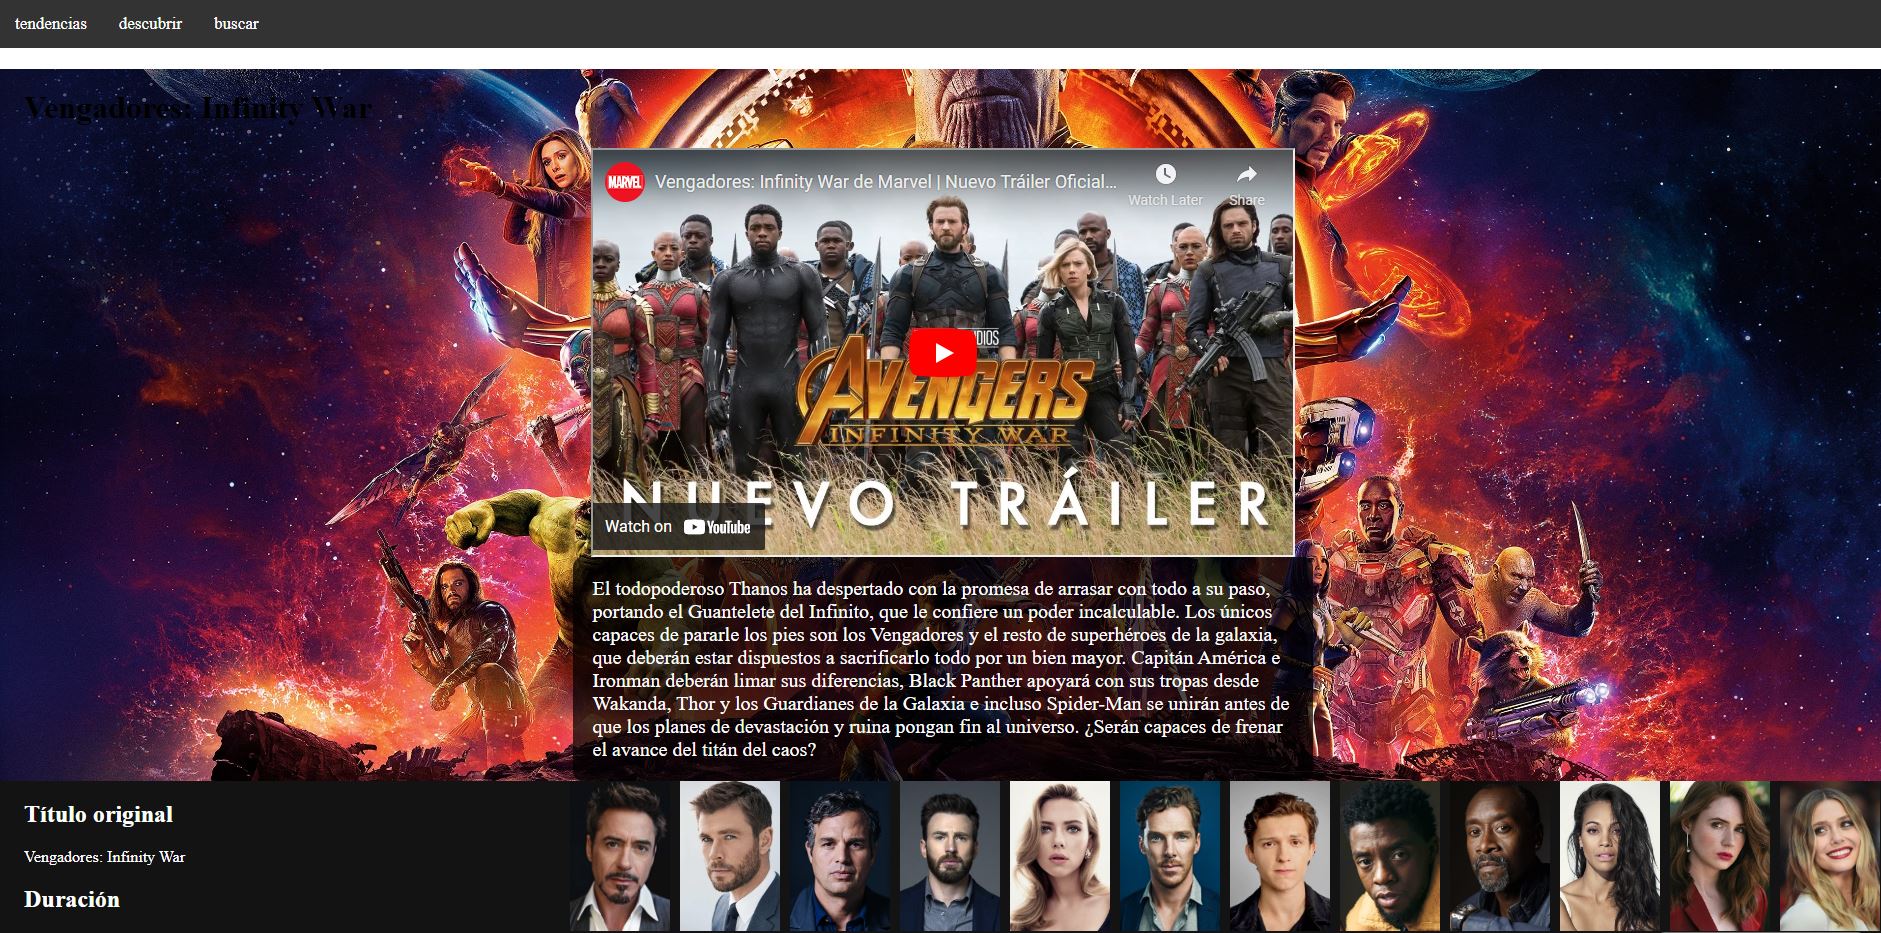 tendencias descubrir buscar
Vengadores: Infinity War
MARVEL Vengadores: Infinity War de Marvel | Nuevo Tráiler Oficial...
Watch Later Share
AVENGERS
INFINITY WAR
NUEVO TRÁILER
Watch on YouTube
El todopoderoso Thanos ha despertado con la promesa de arrasar con todo a su paso,
portando el Guantelete del Infinito, que le confiere un poder incalculable. Los únicos
capaces de pararle los pies son los Vengadores y el resto de superhéroes de la galaxia,
que deberán estar dispuestos a sacrificarlo todo por un bien mayor. Capitán América e
Ironman deberán limar sus diferencias, Black Panther apoyará con sus tropas desde
Wakanda, Thor y los Guardianes de la Galaxia e incluso Spider-Man se unirán antes de
que los planes de devastación y ruina pongan fin al universo. ¿Serán capaces de frenar
el avance del titán del caos?
Título original
Vengadores: Infinity War
Duración